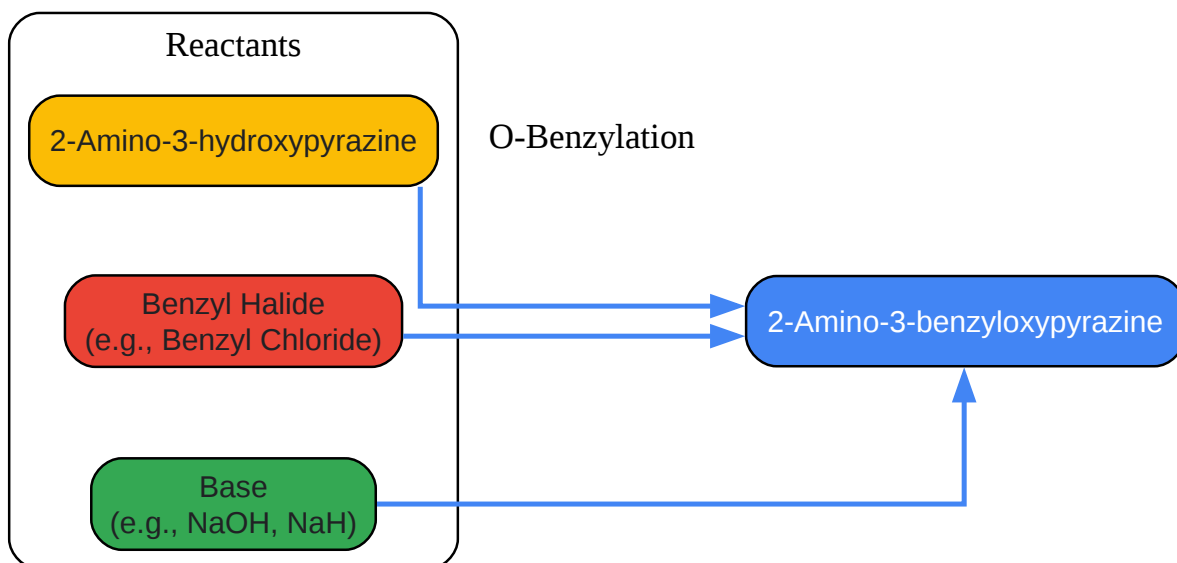 Reactants
2-Amino-3-hydroxypyrazine
O-Benzylation
Benzyl Halide
(e.g., Benzyl Chloride)
2-Amino-3-benzyloxypyrazine
Base
(e.g., NaOH, NaH)